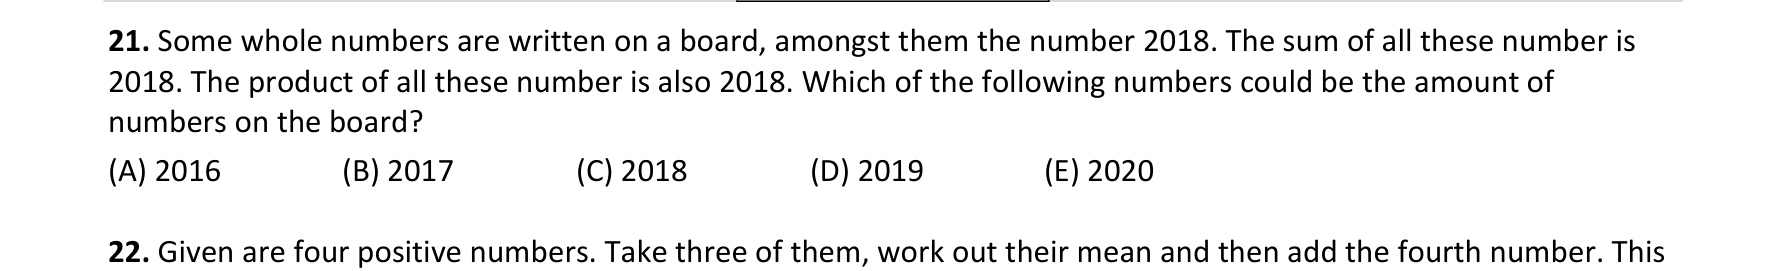 21. Some whole numbers are written on a board, amongst them the number 2018. The sum of all these number is
2018. The product of all these number is also 2018. Which of the following numbers could be the amount of
numbers on the board?
(A) 2016 (B) 2017 (C) 2018 (D) 2019 (E) 2020
22. Given are four positive numbers. Take three of them, work out their mean and then add the fourth number. This